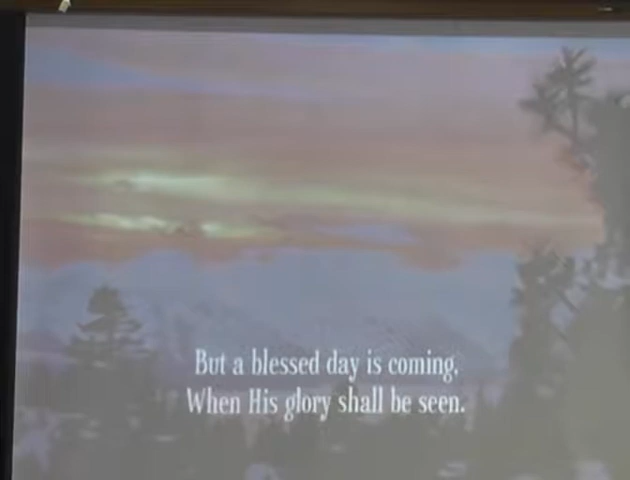 But a blessed day is coming,
When His glory shall be seen.